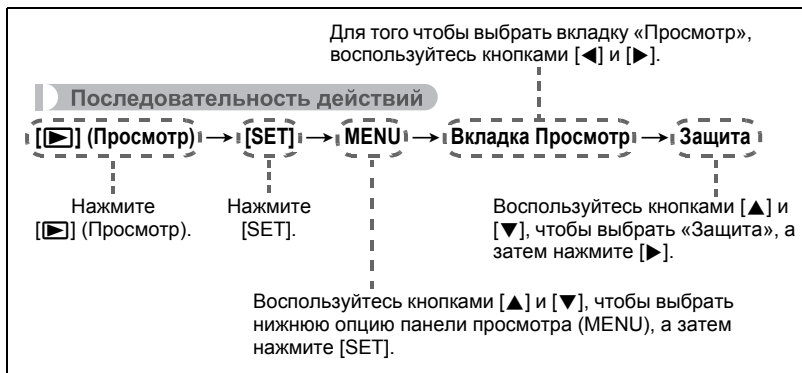 Для того чтобы выбрать вкладку «Просмотр»,
воспользуйтесь кнопками [◀] и [▶].
Последовательность действий
[▶] (Просмотр) → [SET] → MENU → Вкладка Просмотр → Защита
Нажмите
[▶] (Просмотр).
Нажмите
[SET].
Воспользуйтесь кнопками [▲] и
[▼], чтобы выбрать «Защита», а
затем нажмите [▶].
Воспользуйтесь кнопками [▲] и [▼], чтобы выбрать
нижнюю опцию панели просмотра (MENU), а затем
нажмите [SET].